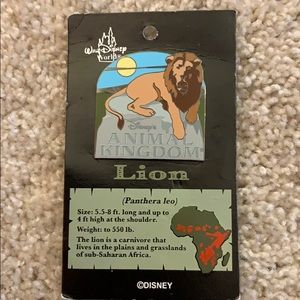 Walt Disney
World
Disney's
ANIMAL
KINGDOM
Lion
(Panthera leo)
Size: 5.5-8 ft. long and up to
4 ft high at the shoulder.
Weight: to 550 lb.
The lion is a carnivore that
lives in the plains and grasslands
of sub-Saharan Africa.
©DISNEY